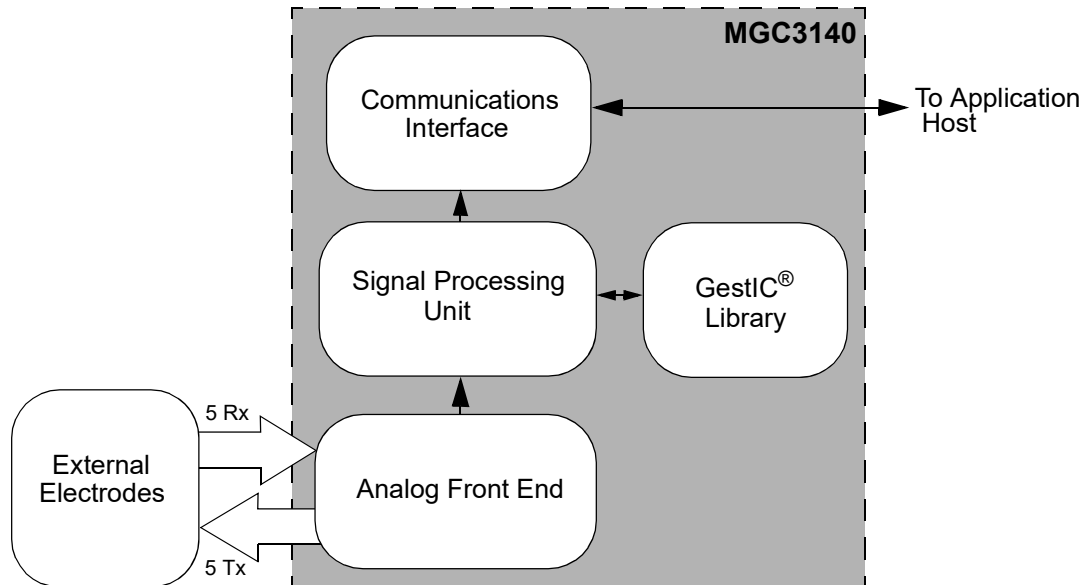 MGC3140
Communications
Interface
To Application
Host
Signal Processing
Unit
GestIC®
Library
5 Rx
External
Electrodes
Analog Front End
5 Tx